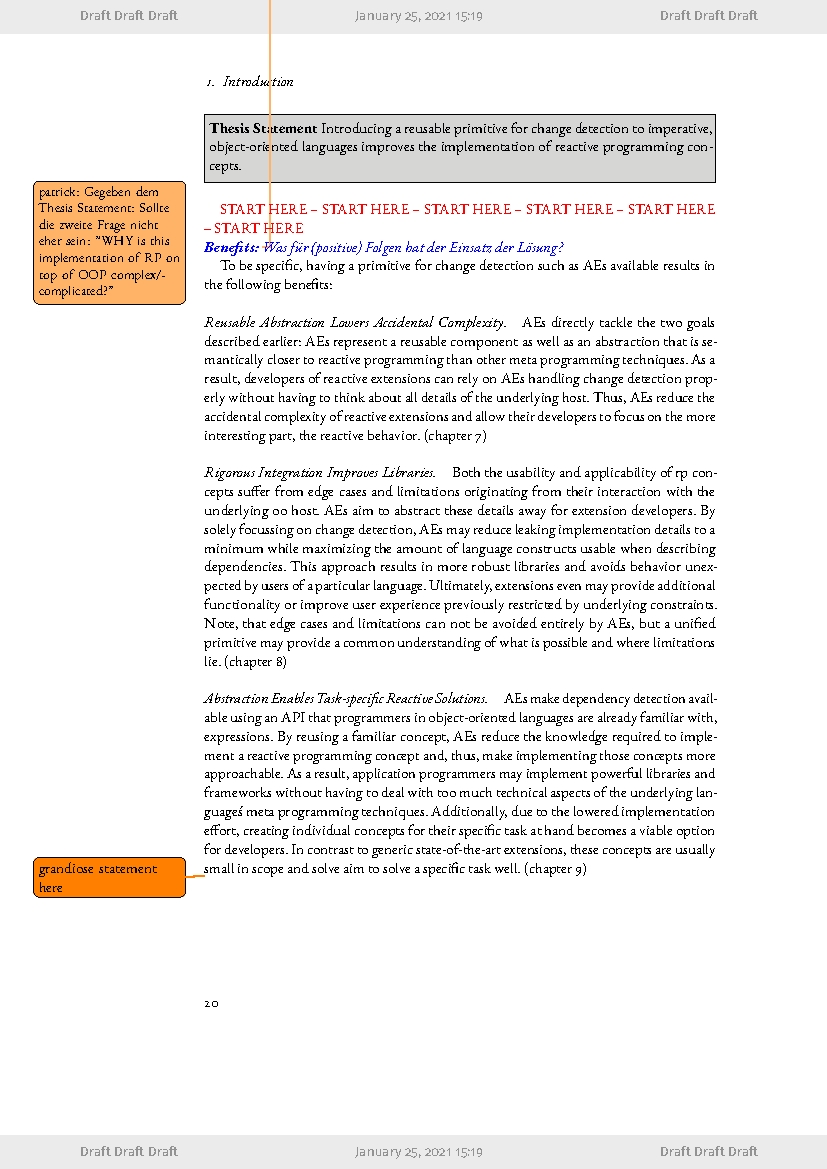 Draft Draft Draft January 25, 2021 15:19 Draft Draft Draft
1. Introduction
Thesis Statement Introducing a reusable primitive for change detection to imperative,
object-oriented languages improves the implementation of reactive programming con-
cepts.
patrick: Gegeben dem
Thesis Statement: Sollte
die zweite Frage nicht
eher sein: "WHY is this
implementation of RP on
top of OOP complex/-
complicated?"
START HERE – START HERE – START HERE – START HERE – START HERE
– START HERE
Benefits: Was für (positive) Folgen hat der Einsatz der Lösung?
To be specific, having a primitive for change detection such as AEs available results in
the following benefits:
Reusable Abstraction Lowers Accidental Complexity. AEs directly tackle the two goals
described earlier: AEs represent a reusable component as well as an abstraction that is se-
mantically closer to reactive programming than other meta programming techniques. As a
result, developers of reactive extensions can rely on AEs handling change detection prop-
erly without having to think about all details of the underlying host. Thus, AEs reduce the
accidental complexity of reactive extensions and allow their developers to focus on the more
interesting part, the reactive behavior. (chapter 7)
Rigorous Integration Improves Libraries. Both the usability and applicability of rp con-
cepts suffer from edge cases and limitations originating from their interaction with the
underlying oo host. AEs aim to abstract these details away for extension developers. By
solely focussing on change detection, AEs may reduce leaking implementation details to a
minimum while maximizing the amount of language constructs usable when describing
dependencies. This approach results in more robust libraries and avoids behavior unex-
pected by users of a particular language. Ultimately, extensions even may provide additional
functionality or improve user experience previously restricted by underlying constraints.
Note, that edge cases and limitations can not be avoided entirely by AEs, but a unified
primitive may provide a common understanding of what is possible and where limitations
lie. (chapter 8)
Abstraction Enables Task-specific Reactive Solutions. AEs make dependency detection avail-
able using an API that programmers in object-oriented languages are already familiar with,
expressions. By reusing a familiar concept, AEs reduce the knowledge required to imple-
ment a reactive programming concept and, thus, make implementing those concepts more
approachable. As a result, application programmers may implement powerful libraries and
frameworks without having to deal with too much technical aspects of the underlying lan-
guageś meta programming techniques. Additionally, due to the lowered implementation
effort, creating individual concepts for their specific task at hand becomes a viable option
for developers. In contrast to generic state-of-the-art extensions, these concepts are usually
small in scope and solve aim to solve a specific task well. (chapter 9)
grandiose statement
here
20
Draft Draft Draft January 25, 2021 15:19 Draft Draft Draft